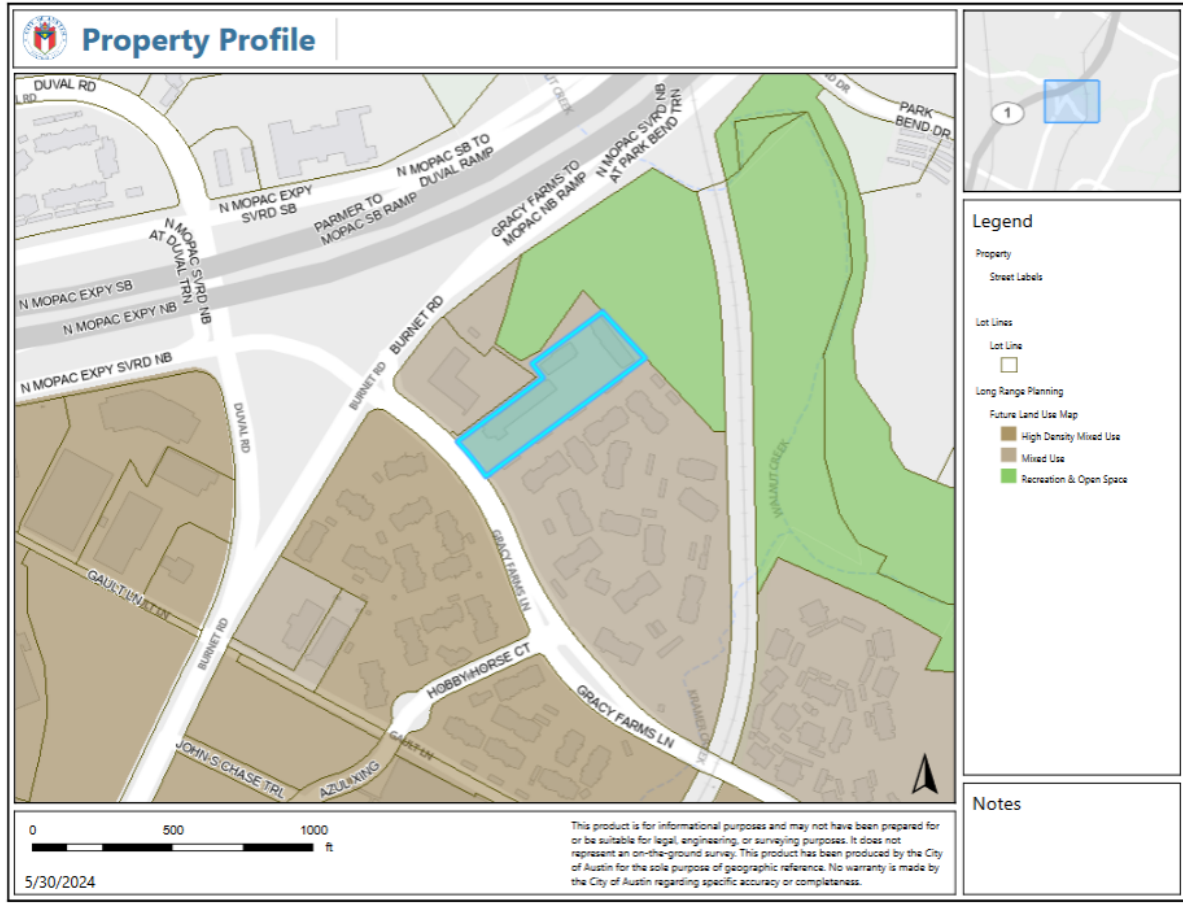 Property Profile
DUVAL RD
PARK
BEND DR
N MOPAC SB TO
DUVAL RAMP
N MOPAC SVRD NB
AT PARK BEND TRN
N MOPAC EXPY
SVRD SB
PARMER TO
MOPAC SB RAMP
GRACY FARMS TO
MOPAC NB RAMP
N MOPAC SVRD NB
AT DUVAL TRN
N MOPAC EXPY SB
N MOPAC EXPY NB
BURNET RD
N MOPAC EXPY SVRD NB
BURNET RD
DUVAL RD
WALNUT CREEK
GRACY FARMS LN
GAULT LN
BURNET RD
HOBBY HORSE CT
GRACY FARMS LN
KRAMER CREEK
GAULT LN
JOHN S CHASE TRL
AZUL XING
1
Legend
Property
Street Labels
Lot Lines
Lot Line
Long Range Planning
Future Land Use Map
High Density Mixed Use
Mixed Use
Recreation & Open Space
Notes
0 500 1000
ft
5/30/2024
This product is for informational purposes and may not have been prepared for
or be suitable for legal, engineering, or surveying purposes. It does not
represent an on-the-ground survey. This product has been produced by the City
of Austin for the sole purpose of geographic reference. No warranty is made by
the City of Austin regarding specific accuracy or completeness.